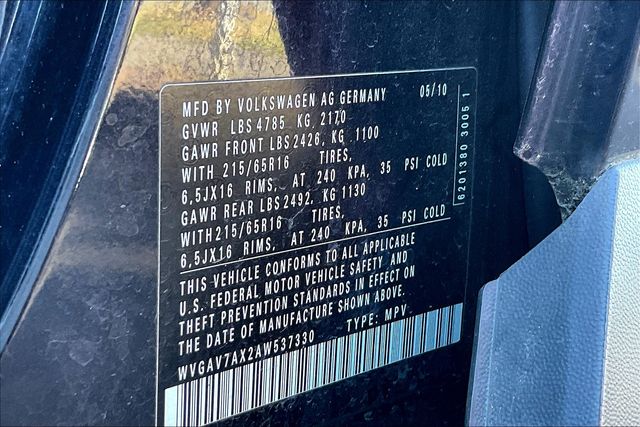 MFD BY VOLKSWAGEN AG GERMANY 05/10
GVWR LBS 4785 KG, 2170
GAWR FRONT LBS 2426, KG 1100
WITH 215/65R16 TIRES,
6,5JX16 RIMS, AT 240 KPA, 35 PSI COLD
GAWR REAR LBS 2492, KG 1130
WITH 215/65R16 TIRES,
6,5JX16 RIMS, AT 240 KPA, 35 PSI COLD
THIS VEHICLE CONFORMS TO ALL APPLICABLE
U.S. FEDERAL MOTOR VEHICLE SAFETY AND
THEFT PREVENTION STANDARDS IN EFFECT ON
THE DATE OF MANUFACTURE SHOWN ABOVE.
WVGAV7AX2AW537330 TYPE: MPV
6201380 3005 1